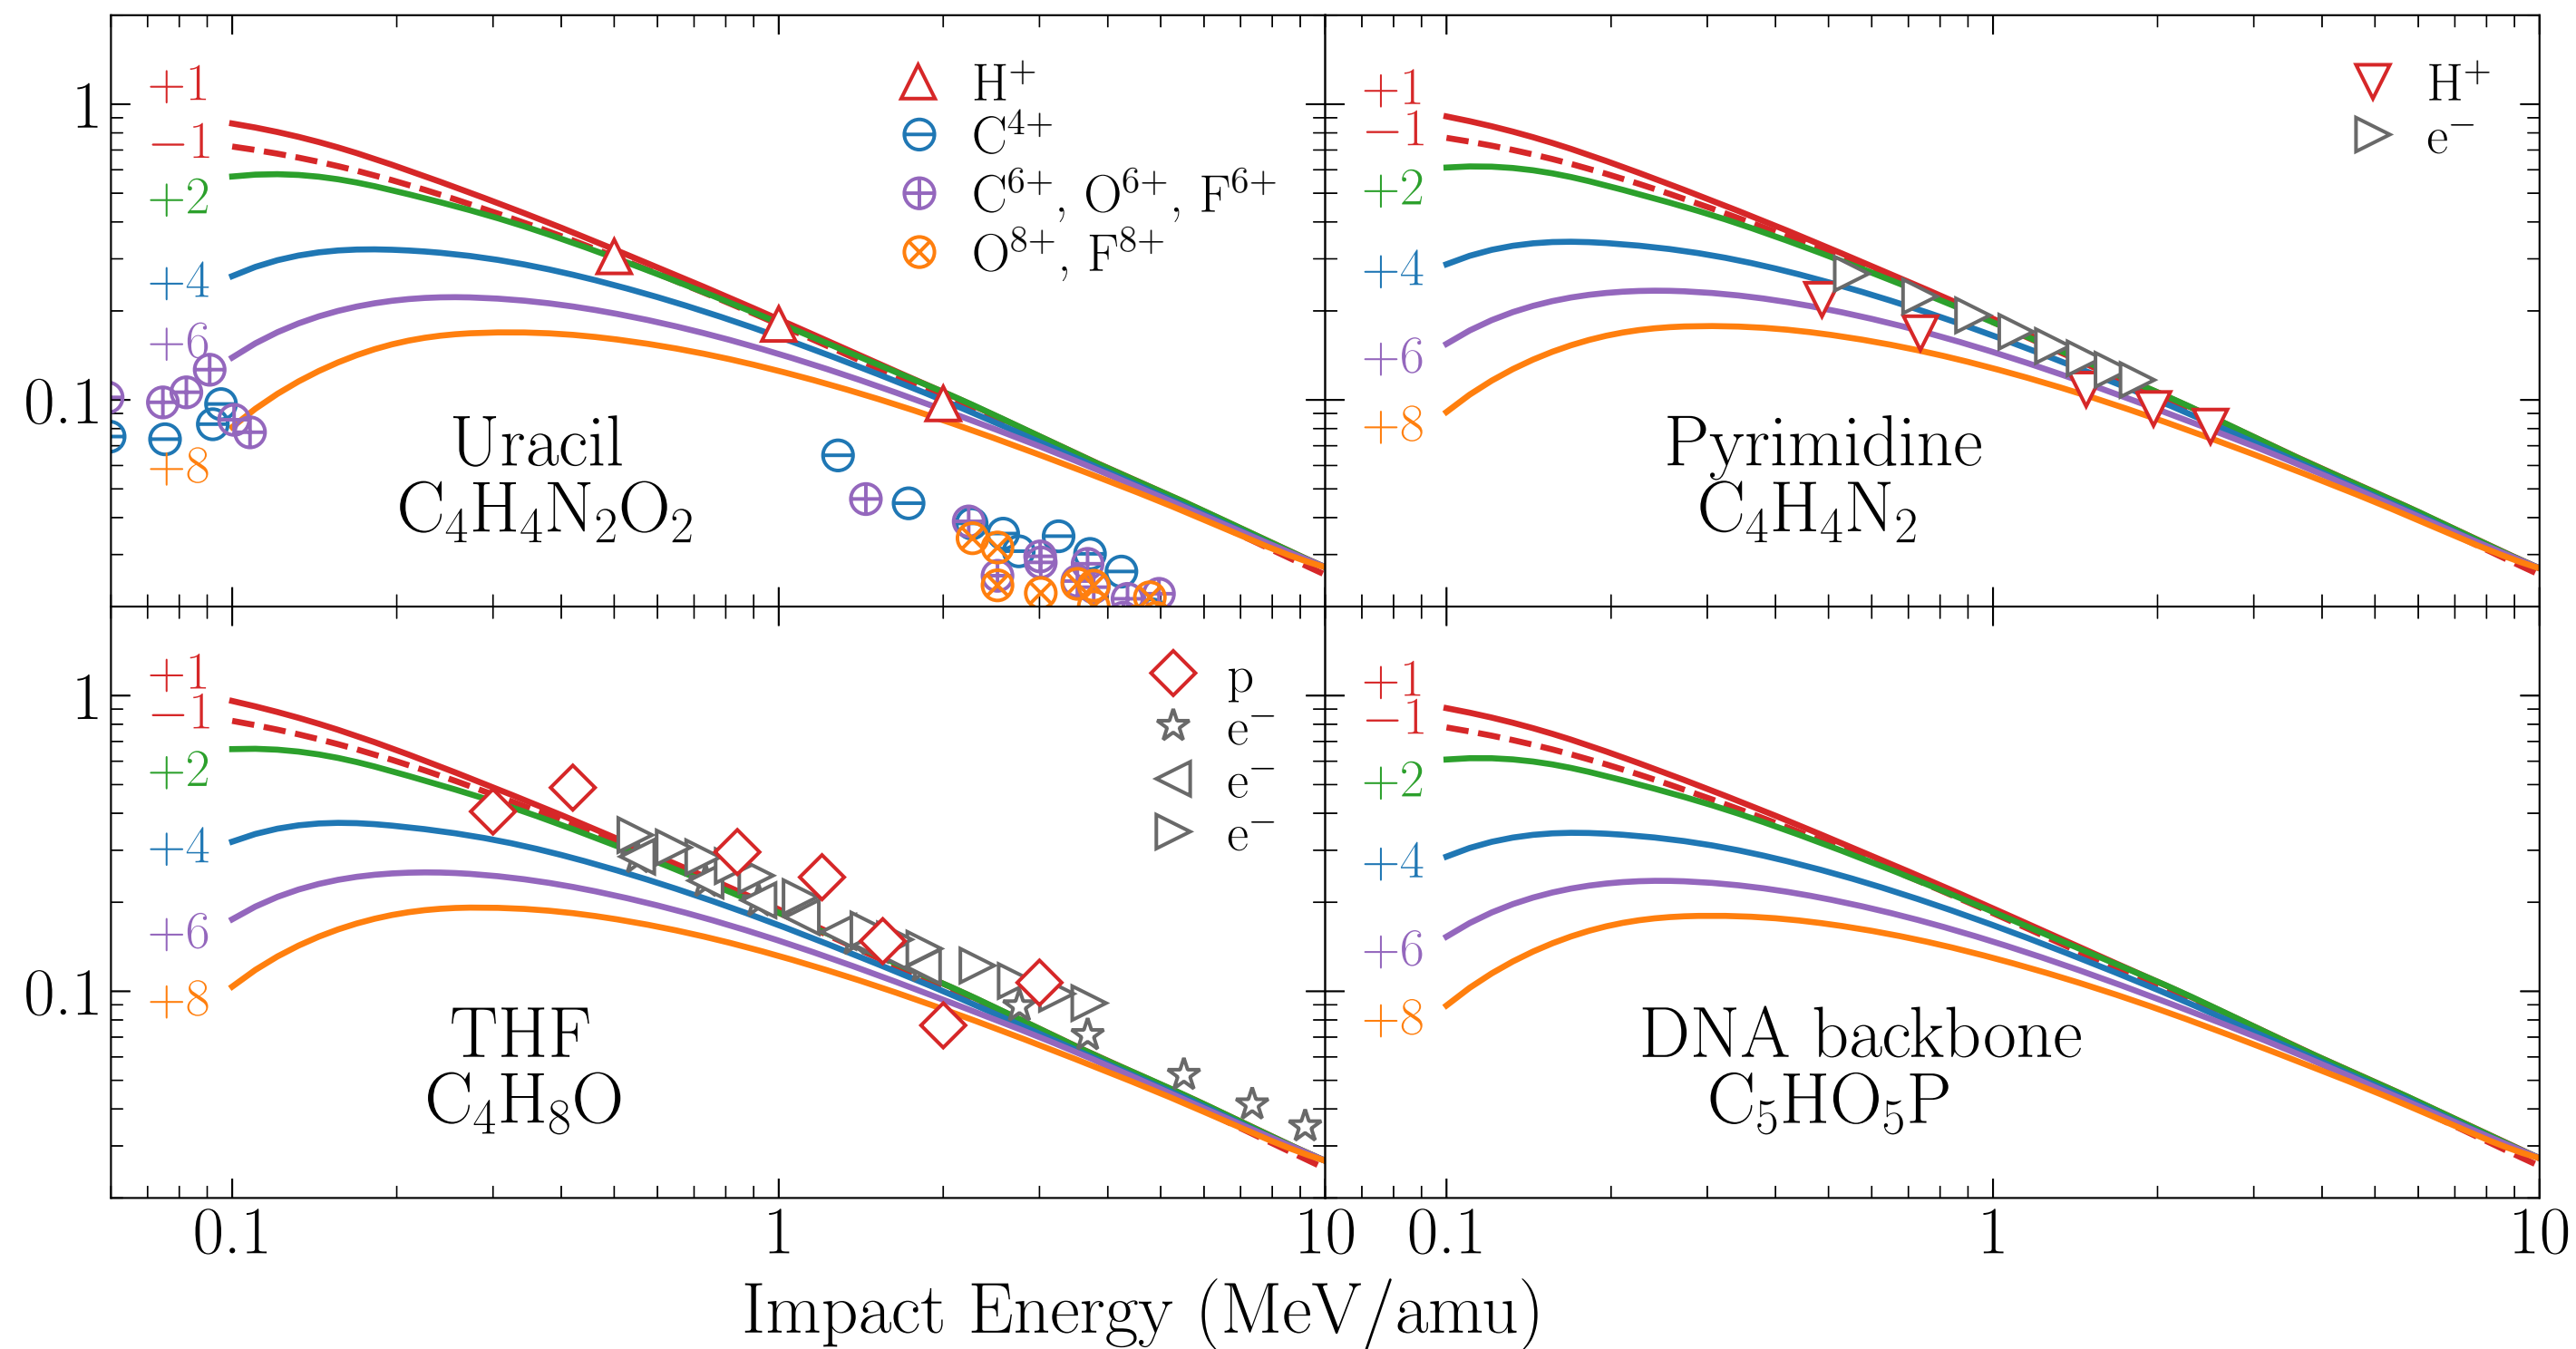 1
0.1
+1
−1
+2
+4
+6
+8
H⁺
C⁴⁺
C⁶⁺, O⁶⁺, F⁶⁺
O⁸⁺, F⁸⁺
Uracil
C₄H₄N₂O₂
+1
−1
+2
+4
+6
+8
H⁺
e⁻
Pyrimidine
C₄H₄N₂
1
0.1
+1
−1
+2
+4
+6
+8
p
e⁻
e⁻
e⁻
THF
C₄H₈O
+1
−1
+2
+4
+6
+8
DNA backbone
C₅HO₅P
0.1 1 10 0.1 1 10
Impact Energy (MeV/amu)